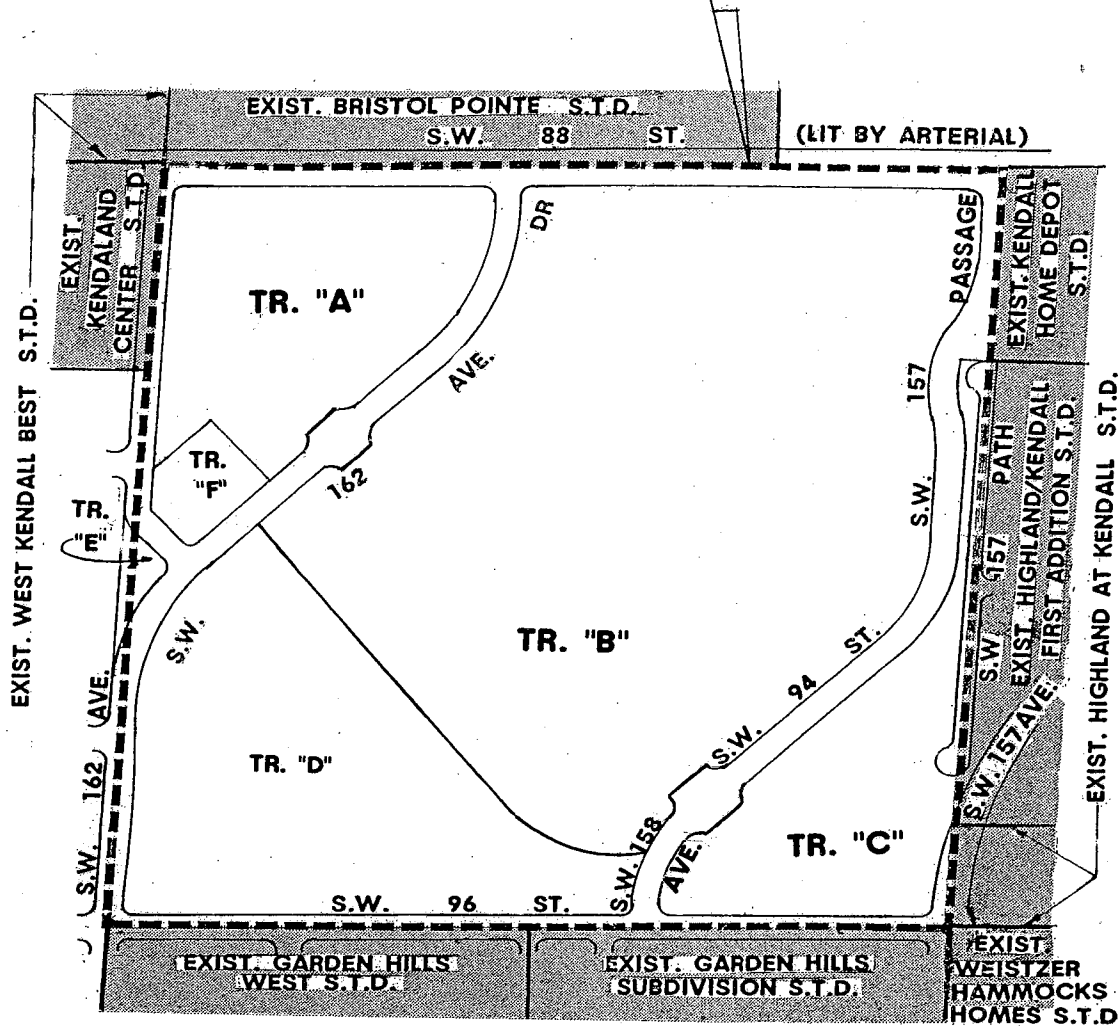 EXIST. BRISTOL POINTE S.T.D.
S.W. 88 ST.
(LIT BY ARTERIAL)
EXIST.
KENDALAND
CENTER S.T.D.
EXIST. WEST KENDALL BEST S.T.D.
TR. "A"
DR
AVE.
162
S.W.
TR.
"F"
TR.
"E"
S.W. 162 AVE.
TR. "B"
TR. "D"
TR. "C"
PASSAGE
157
S.W.
94
ST.
S.W.
S.W. 158
AVE.
S.W. 96 ST.
EXIST. KENDALL
HOME DEPOT
S.T.D.
S.W 157 PATH
EXIST. HIGHLAND/KENDALL
FIRST ADDITION S.T.D.
S.W. 157 AVE.
EXIST. HIGHLAND AT KENDALL S.T.D.
EXIST. GARDEN HILLS
WEST S.T.D.
EXIST. GARDEN HILLS
SUBDIVISION S.T.D.
EXIST
WEISTZER
HAMMOCKS
HOMES S.T.D